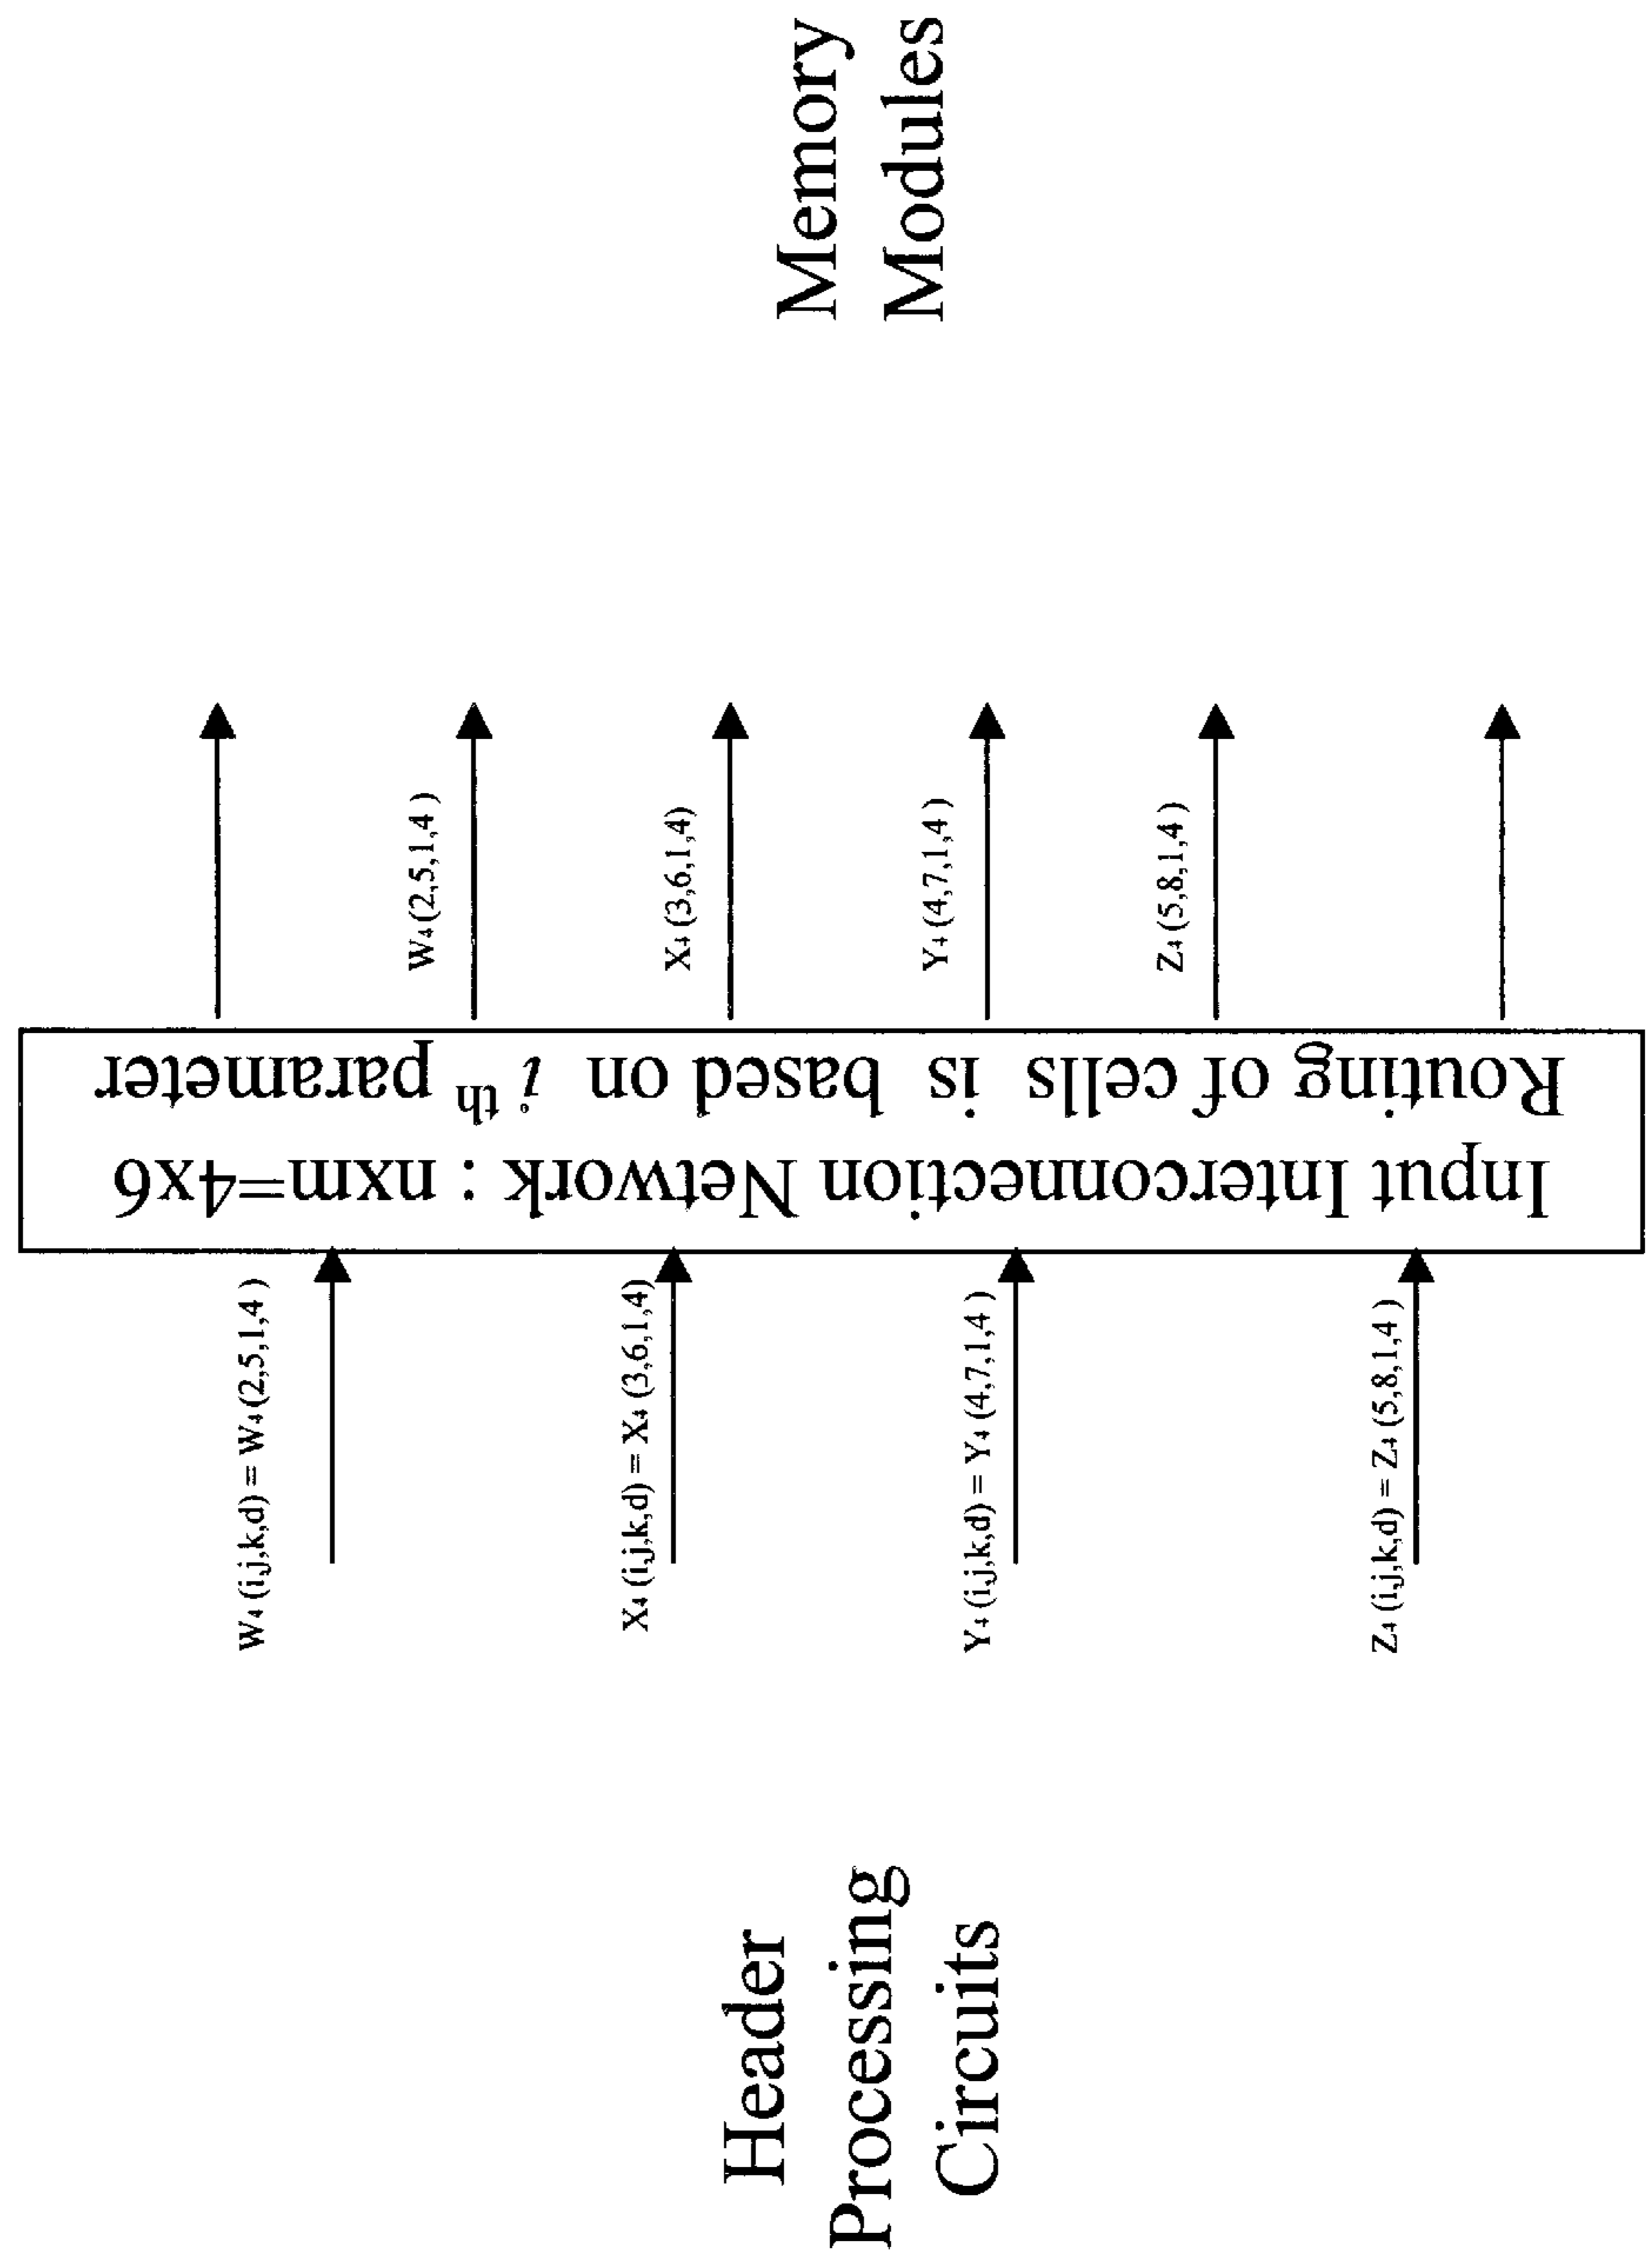 Header
Processing
Circuits
W₄ (i,j,k,d) = W₄ (2,5,1,4 )
X₄ (i,j,k,d) = X₄ (3,6,1,4)
Y₄ (i,j,k,d) = Y₄ (4,7,1,4 )
Z₄ (i,j,k,d) = Z₄ (5,8,1,4 )
Input Interconnection Network : nxm=4x6
Routing of cells is based on i th parameter
W₄ (2,5,1,4 )
X₄ (3,6,1,4)
Y₄ (4,7,1,4 )
Z₄ (5,8,1,4 )
Memory
Modules